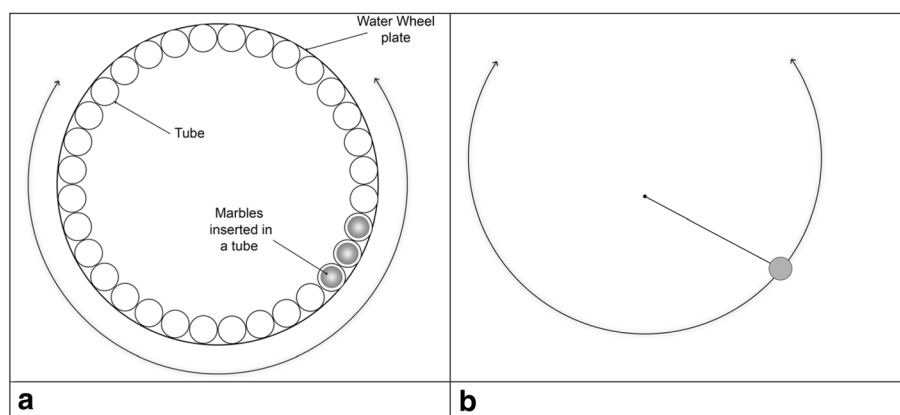 Water Wheel
plate
Tube
Marbles
inserted in
a tube
a
b